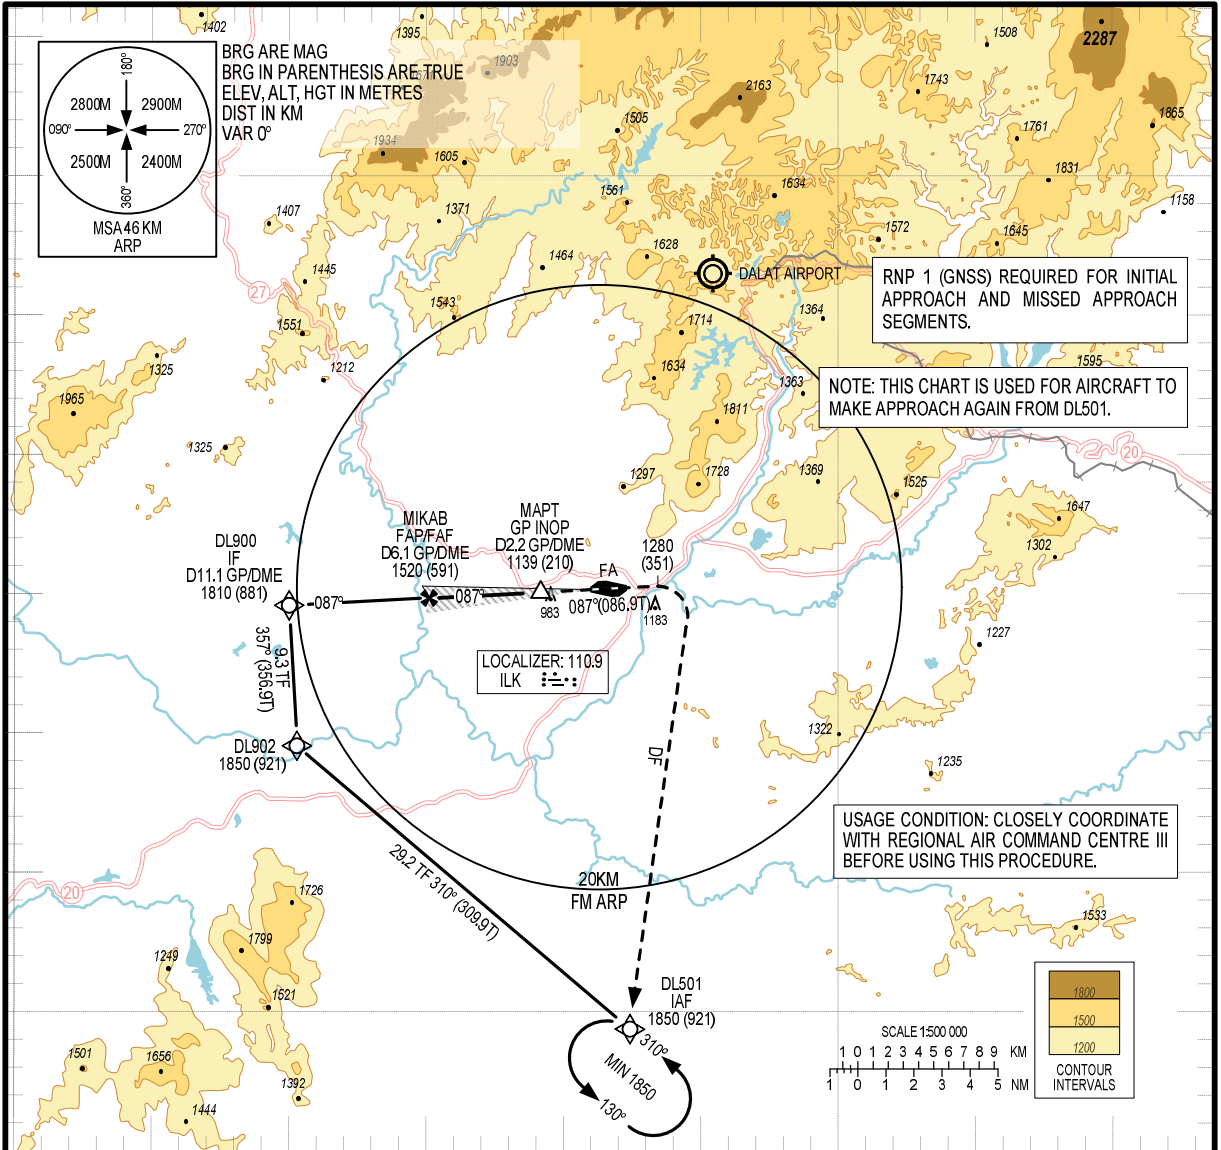 1402
1395
1508
2287
BRG ARE MAG
BRG IN PARENTHESIS ARE TRUE
ELEV, ALT, HGT IN METRES
DIST IN KM
VAR 0°
180°
2800M
2900M
090°
270°
2500M
2400M
360°
MSA 46 KM
ARP
1903
1743
2163
1865
1505
1761
1934
1605
1831
1634
1561
1158
1407
1371
1572
1645
1628
1464
1445
DALAT AIRPORT
RNP 1 (GNSS) REQUIRED FOR INITIAL
APPROACH AND MISSED APPROACH
SEGMENTS.
27
1543
1364
1551
1714
1212
1325
1634
1363
1595
NOTE: THIS CHART IS USED FOR AIRCRAFT TO
MAKE APPROACH AGAIN FROM DL501.
1965
1811
1325
20
1297
1728
1369
1525
1647
1302
MIKAB
FAP/FAF
D6.1 GP/DME
1520 (591)
MAPT
GP INOP
D2.2 GP/DME
1139 (210)
DL900
IF
D11.1 GP/DME
1810 (881)
1280
(351)
FA
087°
087°
983
087°(086.9T)
1183
1227
357° (356.9T)
9.3 TF
LOCALIZER: 110.9
ILK
DL902
1850 (921)
DF
1322
1235
USAGE CONDITION: CLOSELY COORDINATE
WITH REGIONAL AIR COMMAND CENTRE III
BEFORE USING THIS PROCEDURE.
29.2 TF 310° (309.9T)
20KM
FM ARP
20
1726
1799
1249
1521
1533
DL501
IAF
1850 (921)
310°
MIN 1850
130°
1501
1656
1392
1444
SCALE 1:500 000
1 0 1 2 3 4 5 6 7 8 9 KM
1 0 1 2 3 4 5 NM
1800
1500
1200
CONTOUR
INTERVALS